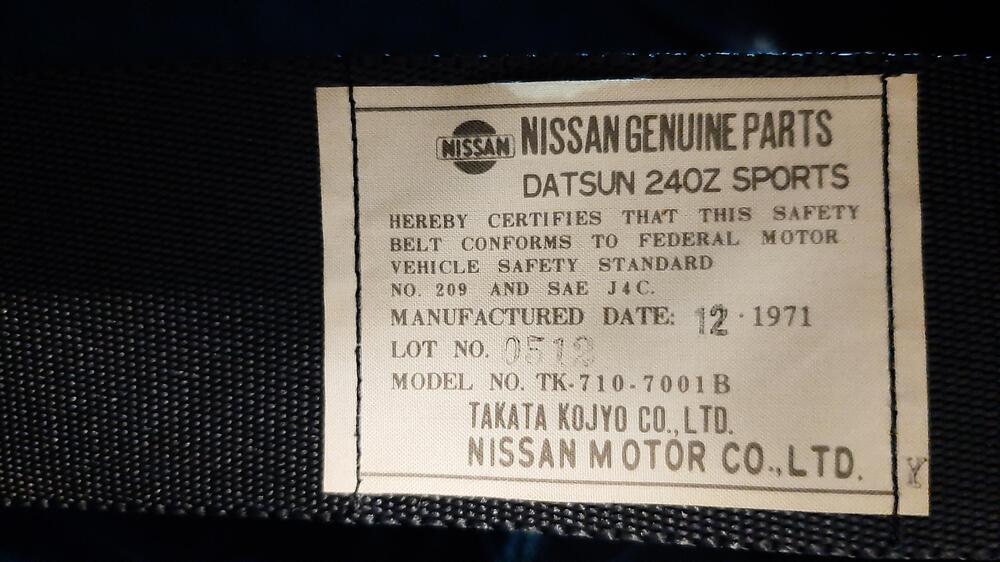 NISSAN NISSAN GENUINE PARTS
DATSUN 240Z SPORTS
HEREBY CERTIFIES THAT THIS SAFETY
BELT CONFORMS TO FEDERAL MOTOR
VEHICLE SAFETY STANDARD
NO. 209 AND SAE J4C.
MANUFACTURED DATE: 12 · 1971
LOT NO.
MODEL NO. TK-710-7001B
TAKATA KOJYO CO., LTD.
NISSAN MOTOR CO., LTD.
Y